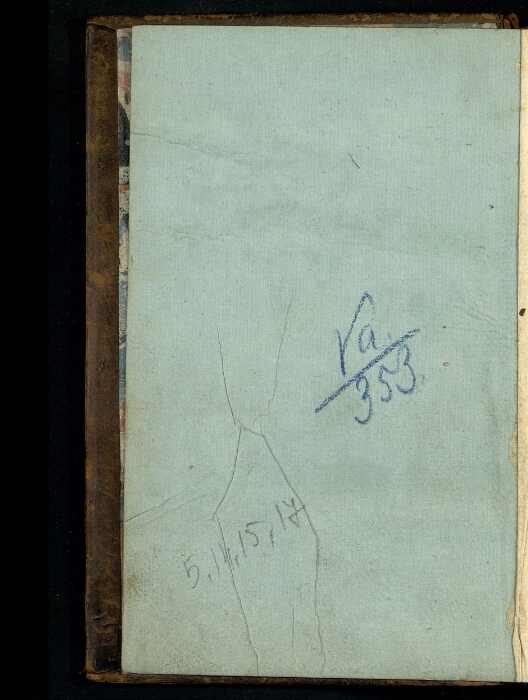 Va.
353.
5, 14, 15, 17